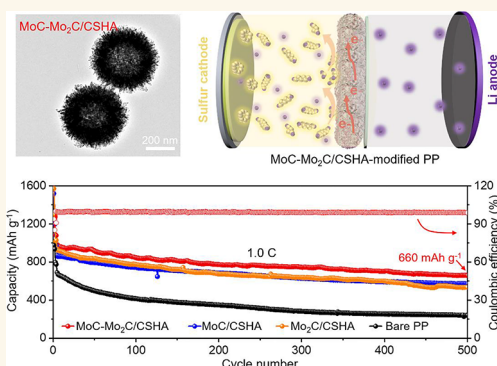 MoC-Mo₂C/CSHA
200 nm
Sulfur cathode
e⁻
e⁻
e⁻
Li anode
MoC-Mo₂C/CSHA-modified PP
Capacity (mAh g⁻¹)
1600
1200
800
400
0
1.0 C
660 mAh g⁻¹
MoC-Mo₂C/CSHA MoC/CSHA Mo₂C/CSHA Bare PP
120
90
60
30
0
Coulombic efficiency (%)
0 100 200 300 400 500
Cycle number